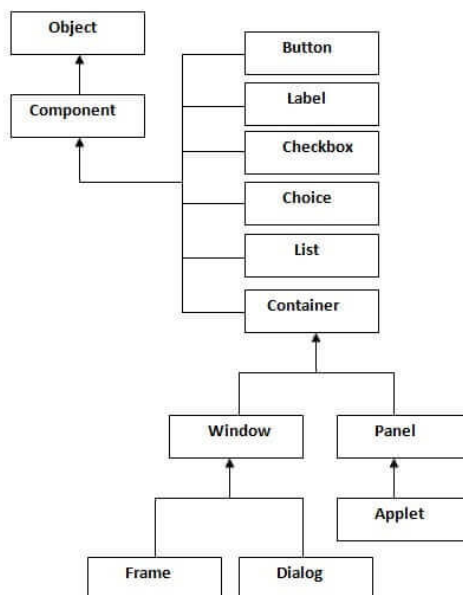 Object
Button
Component
Label
Checkbox
Choice
List
Container
Window
Panel
Applet
Frame
Dialog